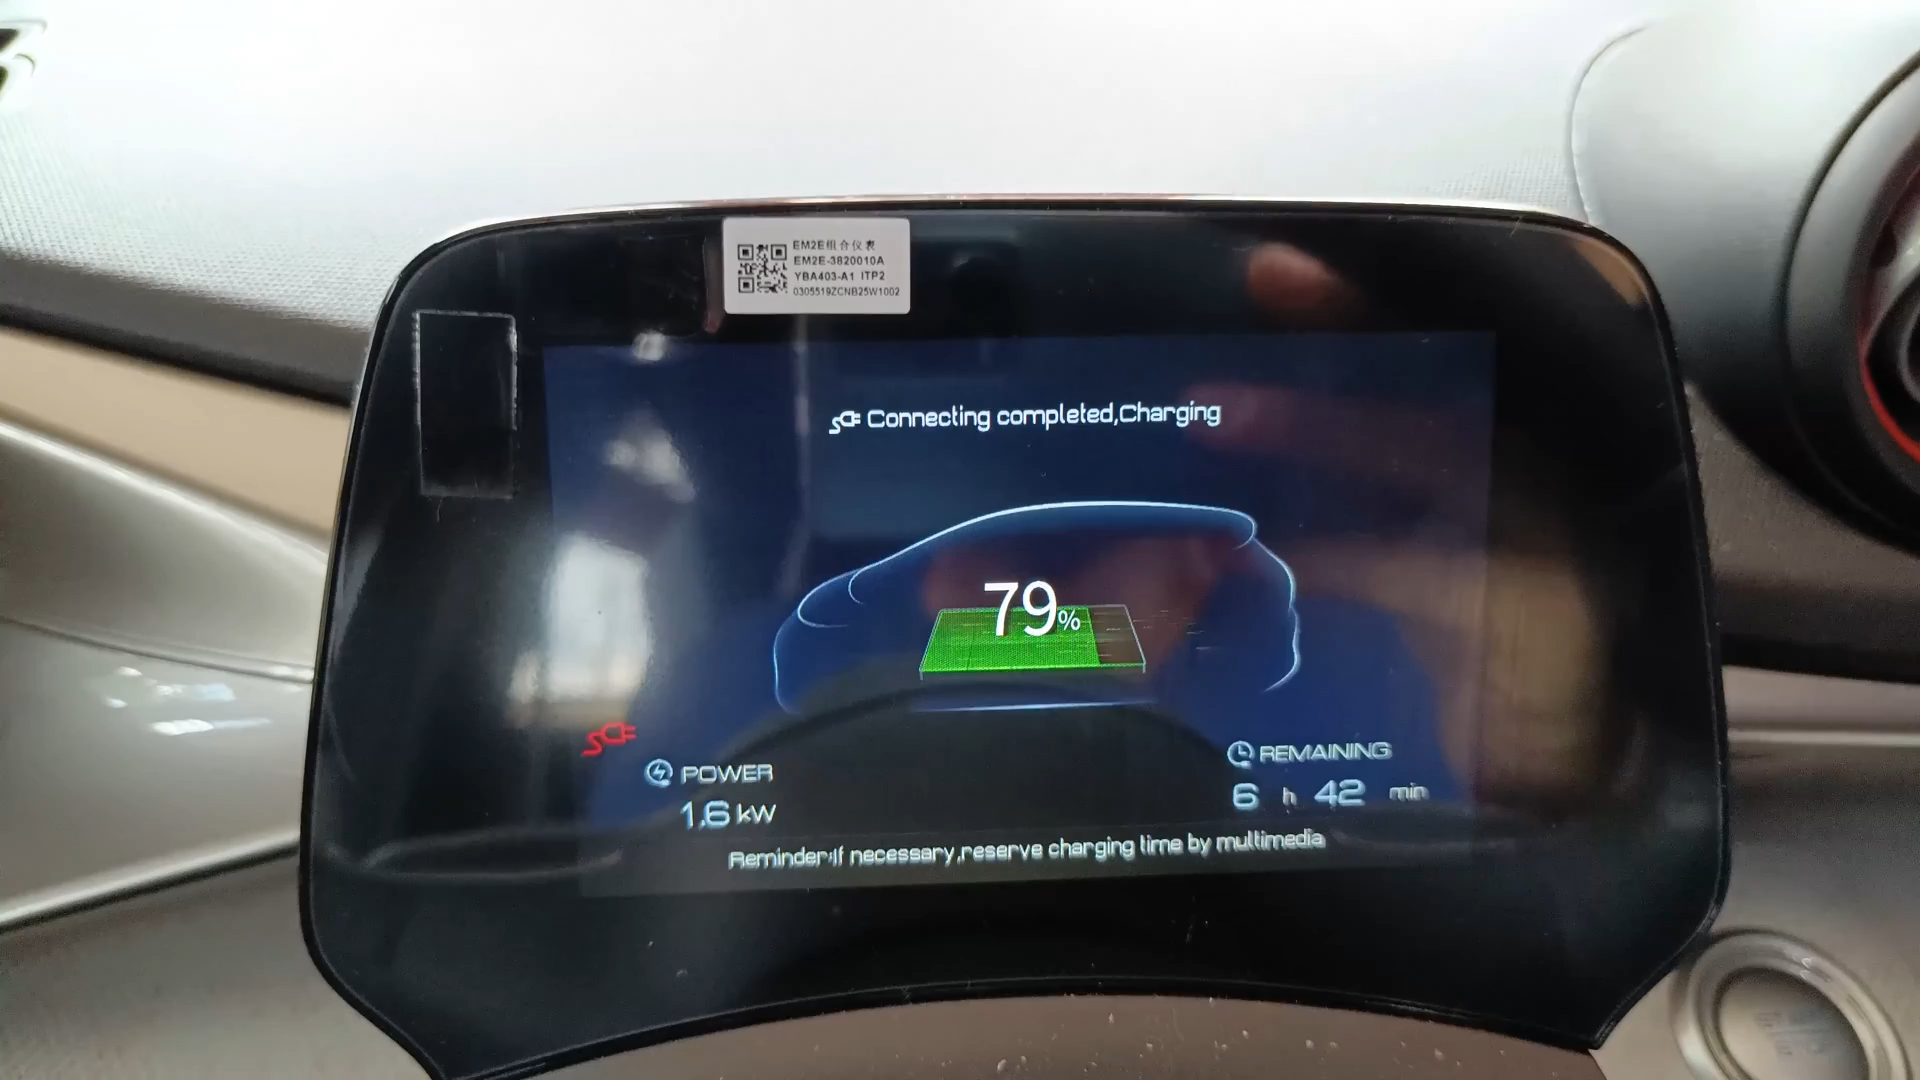 EM2E组合仪表
EM2E-3820010A
YBA403-A1 ITP2
0305519ZCNB25W1002
Connecting completed,Charging
79%
POWER
1.6 kW
REMAINING
6 h 42 min
Reminder:If necessary,reserve charging time by multimedia